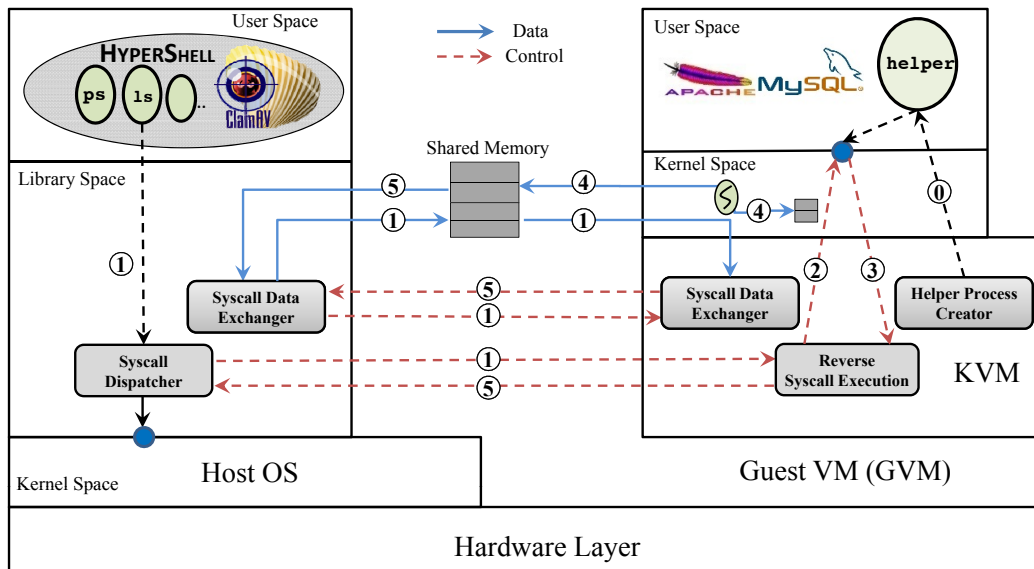 User Space
HYPERSHELL
ps
ls
..
ClamAV
Library Space
Data
Control
User Space
APACHE
MySQL®
helper
Shared Memory
Kernel Space
5
4
1
1
4
0
1
2
3
Syscall Data
Exchanger
5
1
Syscall Data
Exchanger
Helper Process
Creator
Syscall
Dispatcher
1
5
Reverse
Syscall Execution
KVM
Host OS
Kernel Space
Guest VM (GVM)
Hardware Layer